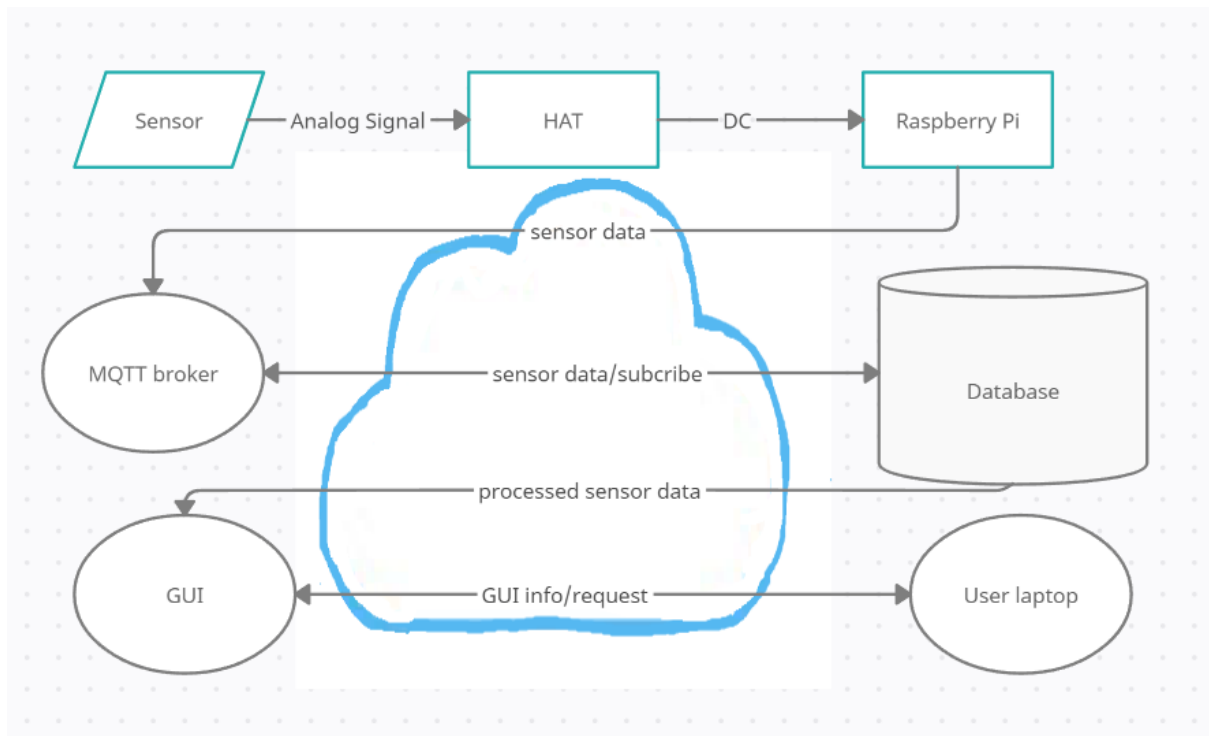 Sensor
Analog Signal
HAT
DC
Raspberry Pi
sensor data
MQTT broker
sensor data/subcribe
Database
processed sensor data
GUI
GUI info/request
User laptop